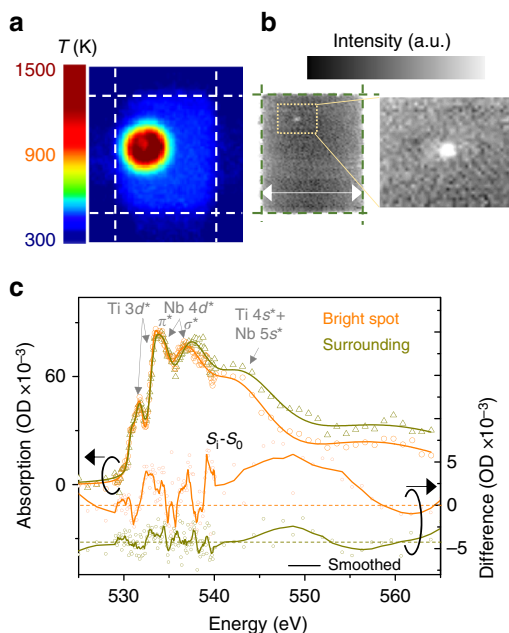 a
T (K)
1500
900
300
b
Intensity (a.u.)
c
Ti 3d*
π*
Nb 4d*
σ*
Ti 4s*+
Nb 5s*
Bright spot
Surrounding
Sᵢ-S₀
Smoothed
Absorption (OD ×10⁻³)
60
0
Difference (OD ×10⁻³)
5
0
−5
530
540
550
560
Energy (eV)